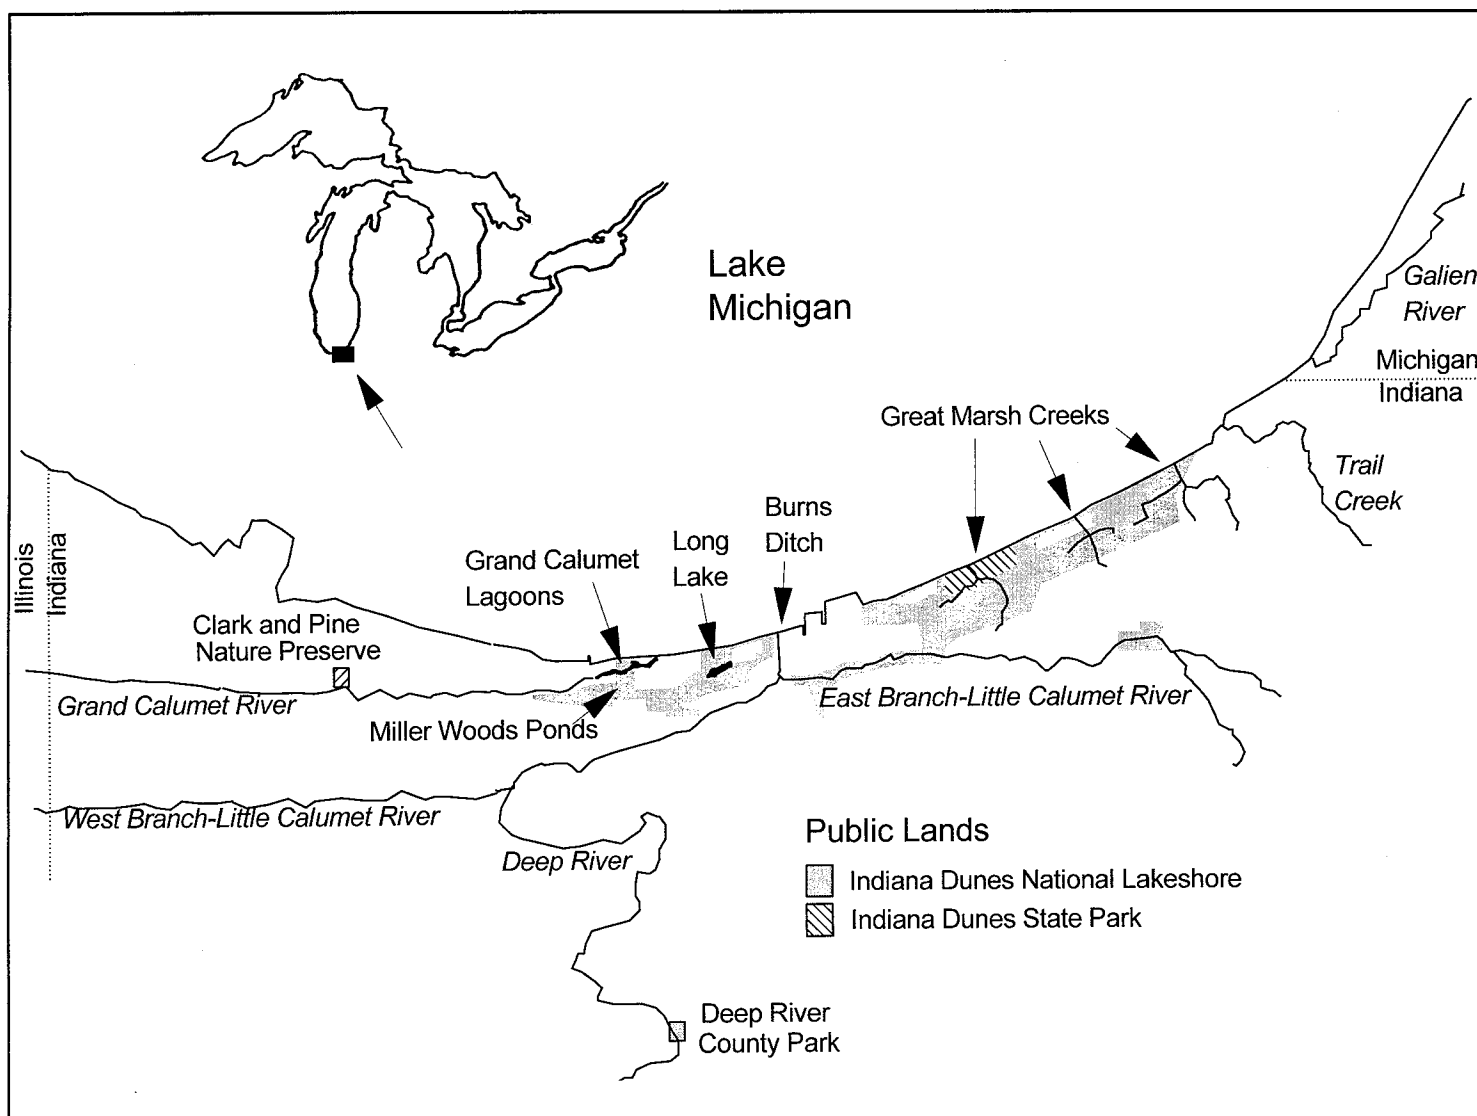 Lake
Michigan
Galien
River
Michigan
Indiana
Great Marsh Creeks
Trail
Creek
Burns
Ditch
Long
Lake
Grand Calumet
Lagoons
Illinois
Indiana
Clark and Pine
Nature Preserve
Grand Calumet River
East Branch-Little Calumet River
Miller Woods Ponds
West Branch-Little Calumet River
Deep River
Public Lands
Indiana Dunes National Lakeshore
Indiana Dunes State Park
Deep River
County Park